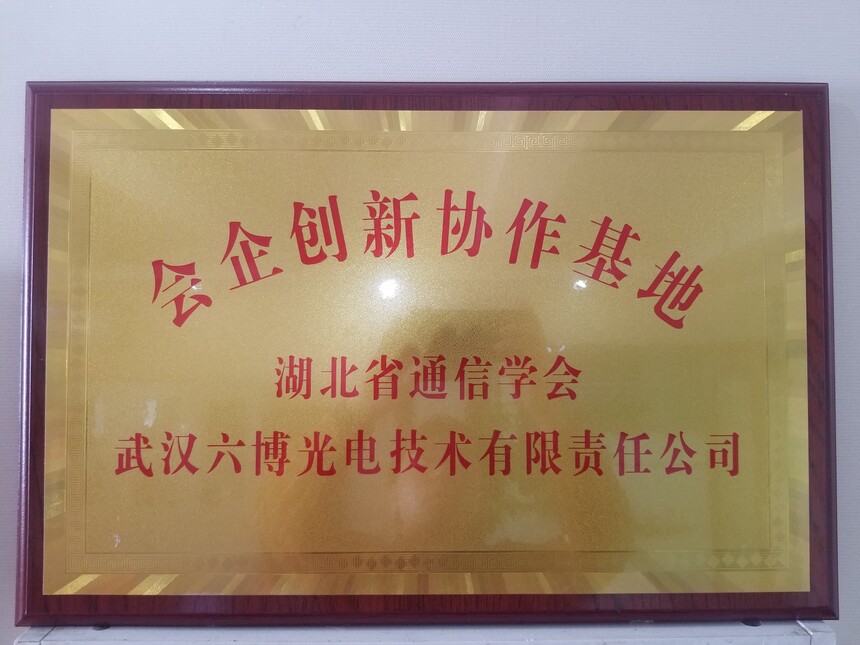 会企创新协作基地
湖北省通信学会
武汉六博光电技术有限责任公司